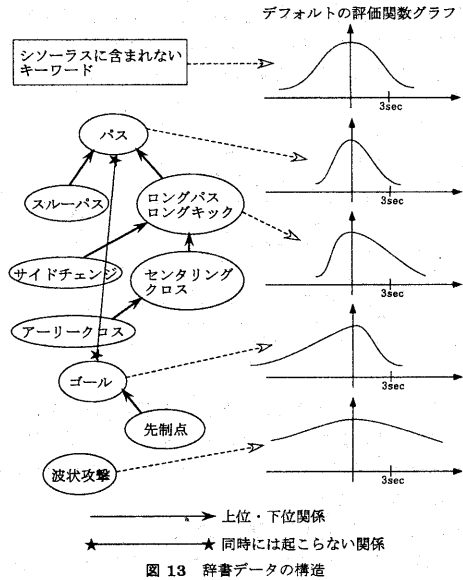 デフォルトの評価関数グラフ
シソーラスに含まれない
キーワード
3sec
パス
3sec
スルーパス
ロングパス
ロングキック
3sec
サイドチェンジ
センタリング
クロス
アーリークロス
3sec
ゴール
先制点
波状攻撃
3sec
上位・下位関係
同時には起こらない関係
図 13 辞書データの構造